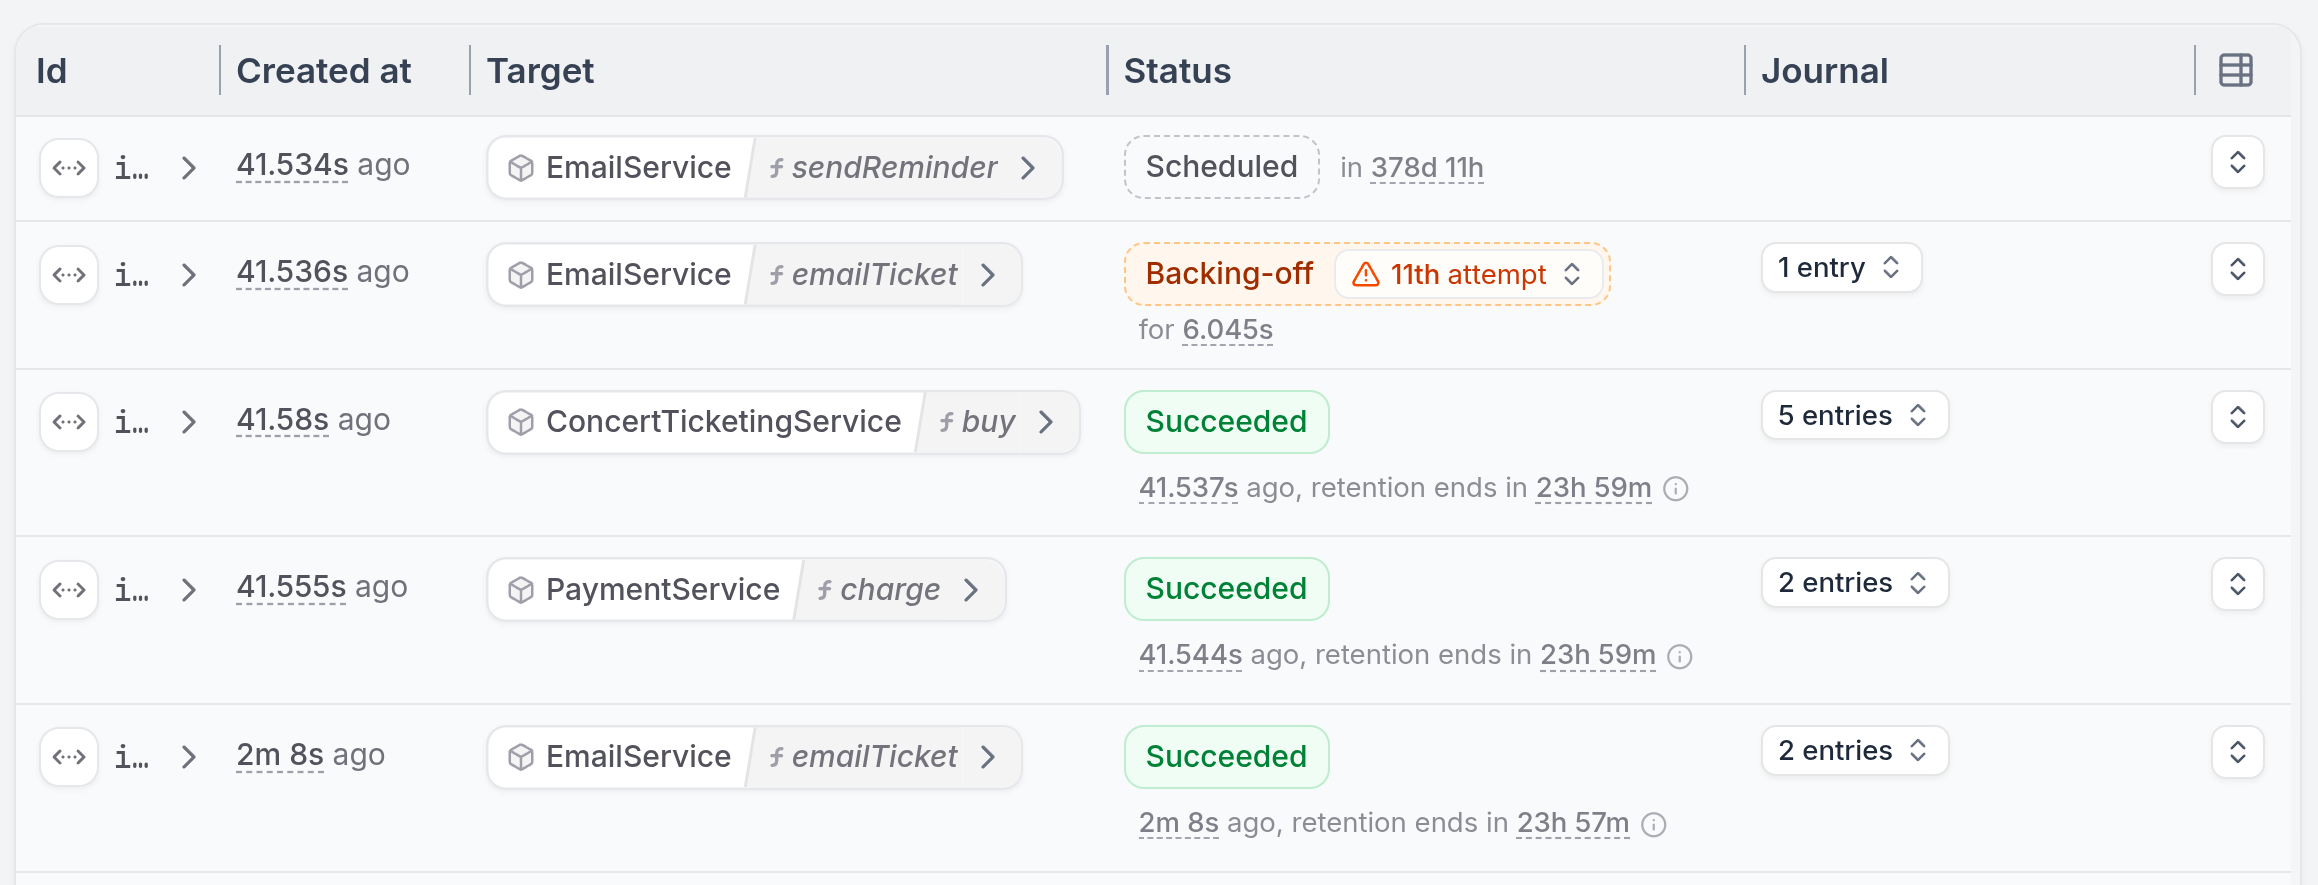 Id Created at Target Status Journal
i… 41.534s ago EmailService f sendReminder Scheduled in 378d 11h
i… 41.536s ago EmailService f emailTicket Backing-off 11th attempt 1 entry
for 6.045s
i… 41.58s ago ConcertTicketingService f buy Succeeded 5 entries
41.537s ago, retention ends in 23h 59m
i… 41.555s ago PaymentService f charge Succeeded 2 entries
41.544s ago, retention ends in 23h 59m
i… 2m 8s ago EmailService f emailTicket Succeeded 2 entries
2m 8s ago, retention ends in 23h 57m